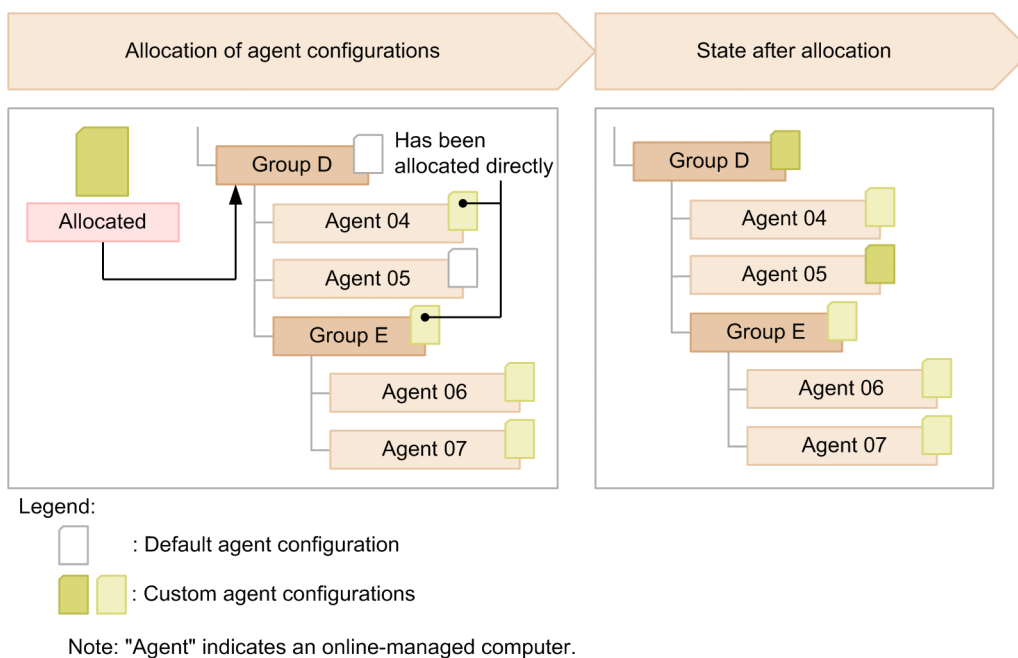 Allocation of agent configurations
State after allocation
Allocated
Group D
Has been
allocated directly
Agent 04
Agent 05
Group E
Agent 06
Agent 07
Group D
Agent 04
Agent 05
Group E
Agent 06
Agent 07
Legend:
: Default agent configuration
: Custom agent configurations
Note: "Agent" indicates an online-managed computer.